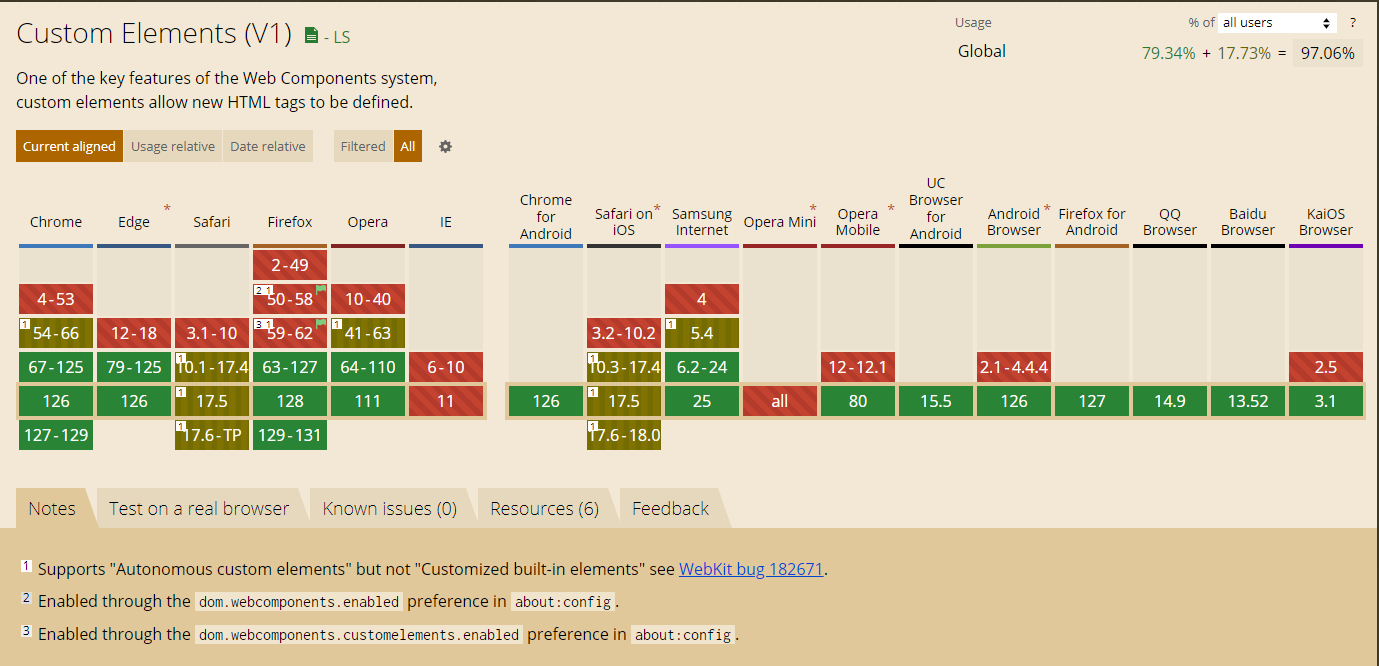 Custom Elements (V1) - LS
Usage % of all users ?
Global 79.34% + 17.73% = 97.06%
One of the key features of the Web Components system,
custom elements allow new HTML tags to be defined.
Current aligned Usage relative Date relative Filtered All
Chrome Edge * Safari Firefox Opera IE
Chrome for Android Safari on iOS * Samsung Internet Opera Mini * Opera Mobile * UC Browser for Android Android Browser * Firefox for Android QQ Browser Baidu Browser KaiOS Browser
2-49
4-53 2 1 50-58 10-40 4
1 54-66 12-18 3.1-10 3 1 59-62 1 41-63 3.2-10.2 1 5.4
67-125 79-125 1 10.1-17.4 63-127 64-110 6-10 1 10.3-17.4 6.2-24 12-12.1 2.1-4.4.4 2.5
126 126 1 17.5 128 111 11 126 1 17.5 25 all 80 15.5 126 127 14.9 13.52 3.1
127-129 1 17.6-TP 129-131 1 17.6-18.0
Notes Test on a real browser Known issues (0) Resources (6) Feedback
1 Supports "Autonomous custom elements" but not "Customized built-in elements" see WebKit bug 182671.
2 Enabled through the dom.webcomponents.enabled preference in about:config.
3 Enabled through the dom.webcomponents.customelements.enabled preference in about:config.